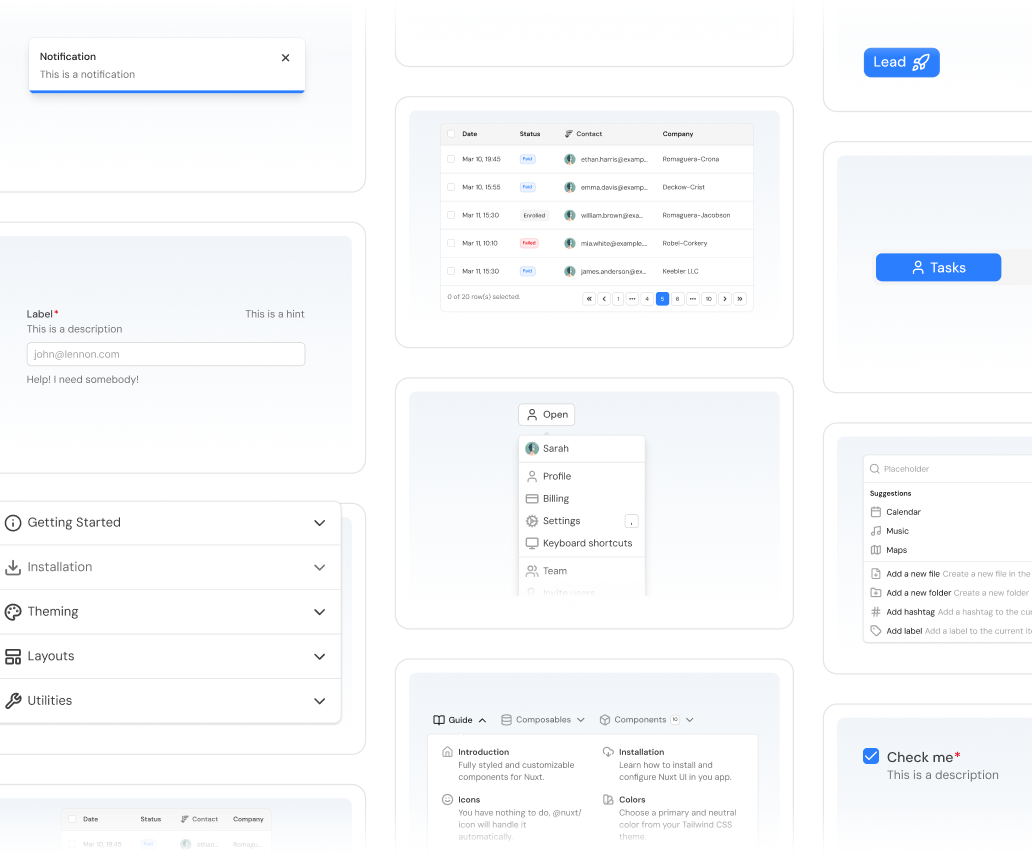 Notification
This is a notification
Label*
This is a hint
This is a description
john@lennon.com
Help! I need somebody!
Getting Started
Installation
Theming
Layouts
Utilities
Date Status Contact Company
Mar 10, 19:45 Paid ethan... Romagu...
Date Status Contact Company
Mar 10, 19:45 Paid ethan.harris@examp... Romaguera-Crona
Mar 10, 15:55 Paid emma.davis@examp... Deckow-Crist
Mar 11, 15:30 Enrolled william.brown@exa... Romaguera-Jacobson
Mar 11, 10:10 Failed mia.white@example... Robel-Corkery
Mar 11, 15:30 Paid james.anderson@ex... Keebler LLC
0 of 20 row(s) selected.
1 ••• 4 5 6 ••• 10
Open
Sarah
Profile
Billing
Settings ,
Keyboard shortcuts
Team
Invite users
Guide Composables Components 10
Introduction
Fully styled and customizable
components for Nuxt.
Installation
Learn how to install and
configure Nuxt UI in you app.
Icons
You have nothing to do, @nuxt/
icon will handle it
automatically.
Colors
Choose a primary and neutral
color from your Tailwind CSS
theme.
Lead
Tasks
Placeholder
Suggestions
Calendar
Music
Maps
Add a new file Create a new file in the
Add a new folder Create a new folder
Add hashtag Add a hashtag to the cu
Add label Add a label to the current it
Check me*
This is a description